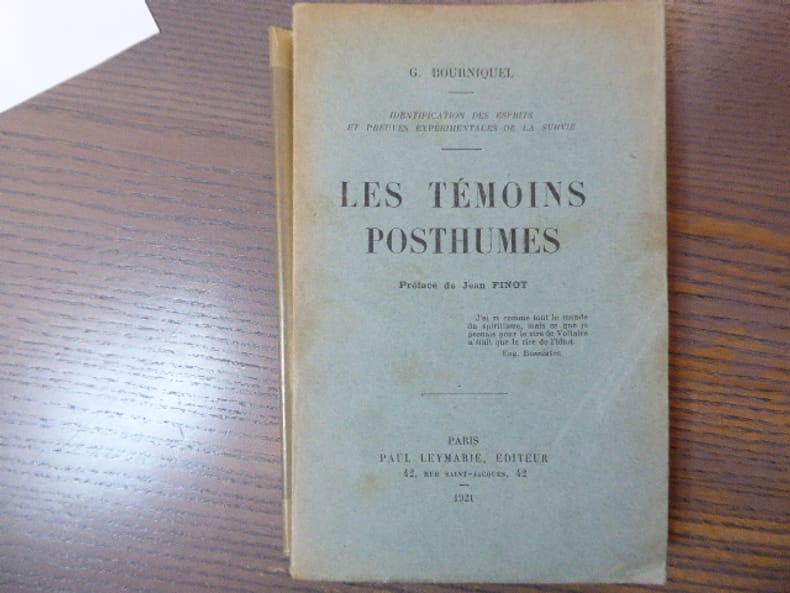 G. BOURNIQUEL
IDENTIFICATION DES ESPRITS
ET PREUVES EXPÉRIMENTALES DE LA SURVIE
LES TÉMOINS
POSTHUMES
Préface de Jean FINOT
J'ai ri comme tout le monde
du spiritisme, mais ce que je
prenais pour le rire de Voltaire
n'était que le rire de l'Idiot.
Eug.
PARIS
PAUL LEYMARIE, ÉDITEUR
42, RUE SAINT-JACQUES, 42
1921